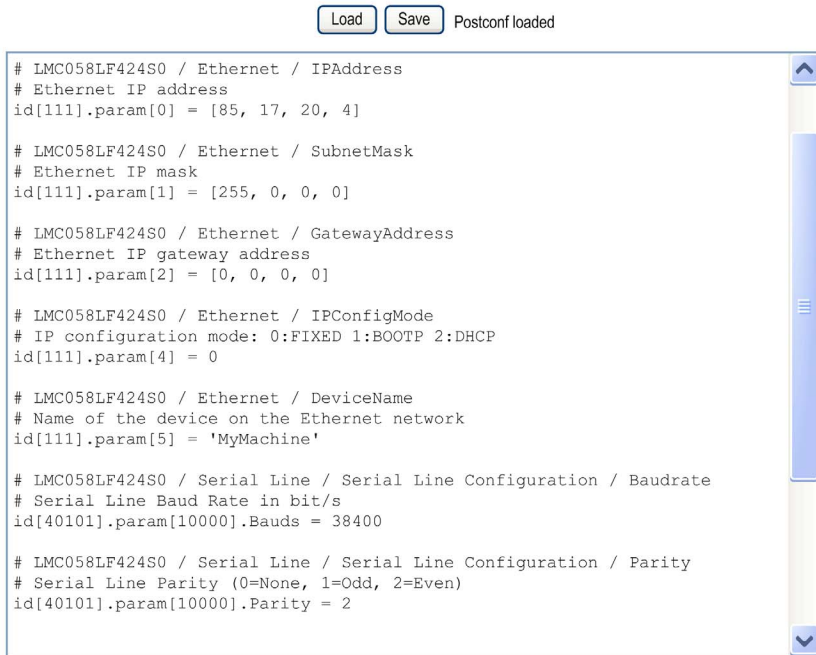 Load Save Postconf loaded
# LMC058LF424S0 / Ethernet / IPAddress
# Ethernet IP address
id[111].param[0] = [85, 17, 20, 4]
# LMC058LF424S0 / Ethernet / SubnetMask
# Ethernet IP mask
id[111].param[1] = [255, 0, 0, 0]
# LMC058LF424S0 / Ethernet / GatewayAddress
# Ethernet IP gateway address
id[111].param[2] = [0, 0, 0, 0]
# LMC058LF424S0 / Ethernet / IPConfigMode
# IP configuration mode: 0:FIXED 1:BOOTP 2:DHCP
id[111].param[4] = 0
# LMC058LF424S0 / Ethernet / DeviceName
# Name of the device on the Ethernet network
id[111].param[5] = 'MyMachine'
# LMC058LF424S0 / Serial Line / Serial Line Configuration / Baudrate
# Serial Line Baud Rate in bit/s
id[40101].param[10000].Bauds = 38400
# LMC058LF424S0 / Serial Line / Serial Line Configuration / Parity
# Serial Line Parity (0=None, 1=Odd, 2=Even)
id[40101].param[10000].Parity = 2